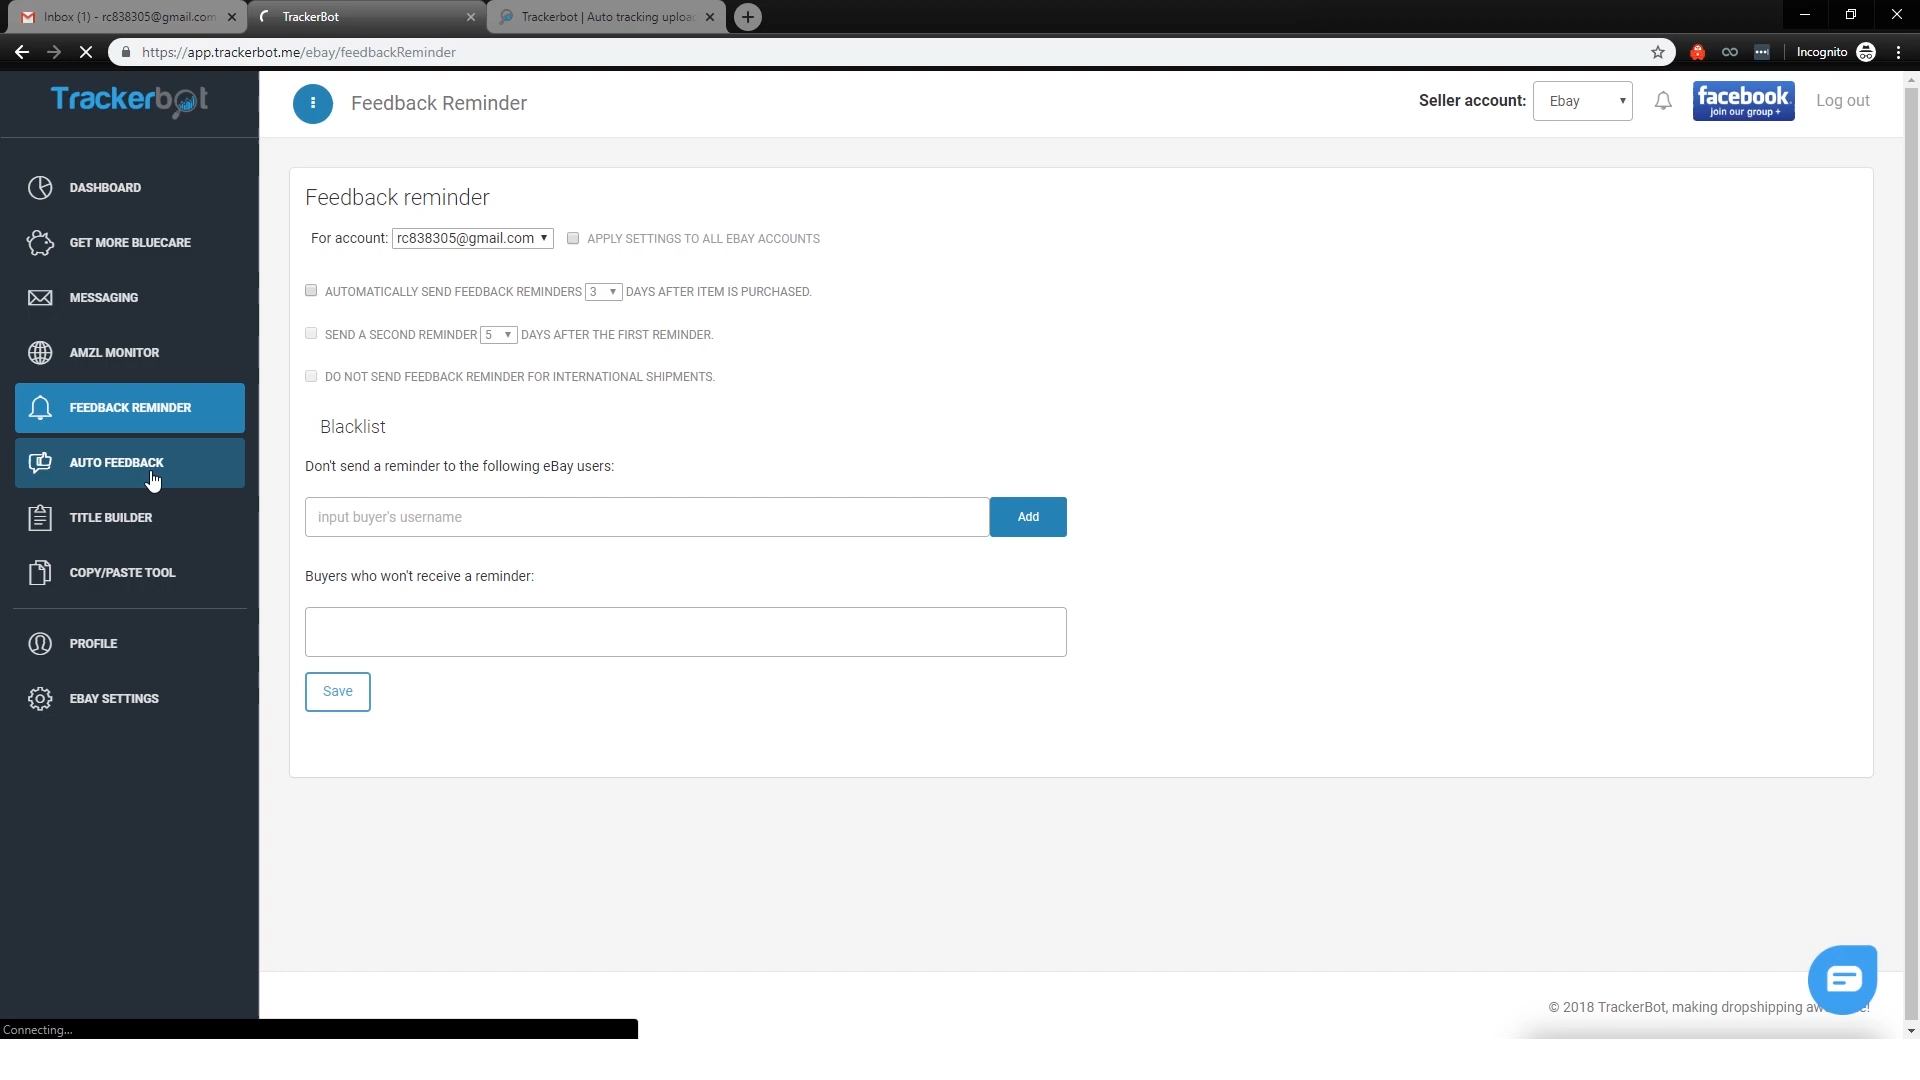 Inbox (1) - rc838305@gmail.com
TrackerBot
Trackerbot | Auto tracking uploa
https://app.trackerbot.me/ebay/feedbackReminder
Incognito
Trackerbot
Feedback Reminder
Seller account:
Ebay
facebook
join our group +
Log out
DASHBOARD
GET MORE BLUECARE
MESSAGING
AMZL MONITOR
FEEDBACK REMINDER
AUTO FEEDBACK
TITLE BUILDER
COPY/PASTE TOOL
PROFILE
EBAY SETTINGS
Feedback reminder
For account: rc838305@gmail.com APPLY SETTINGS TO ALL EBAY ACCOUNTS
AUTOMATICALLY SEND FEEDBACK REMINDERS 3 DAYS AFTER ITEM IS PURCHASED.
SEND A SECOND REMINDER 5 DAYS AFTER THE FIRST REMINDER.
DO NOT SEND FEEDBACK REMINDER FOR INTERNATIONAL SHIPMENTS.
Blacklist
Don't send a reminder to the following eBay users:
input buyer's username
Add
Buyers who won't receive a reminder:
Save
© 2018 TrackerBot, making dropshipping
Connecting...